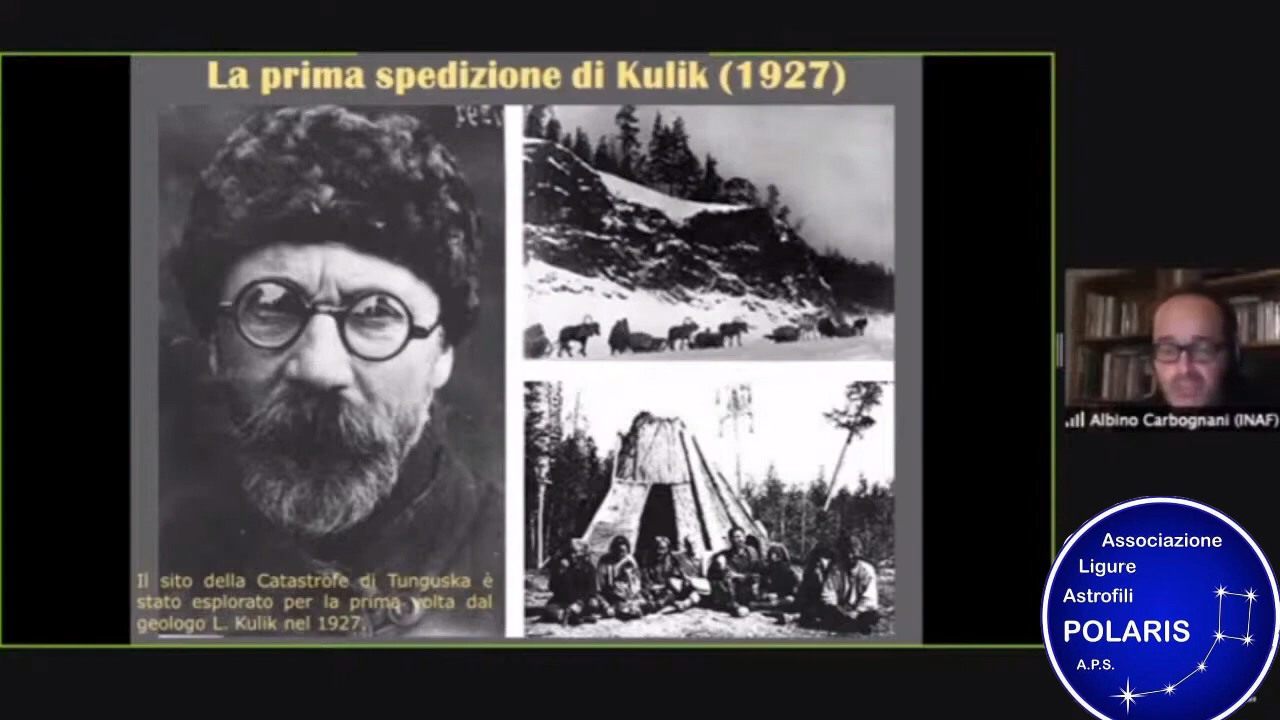 La prima spedizione di Kulik (1927)
Il sito della Catastrofe di Tunguska è
stato esplorato per la prima volta dal
geologo L. Kulik nel 1927.
Albino Carbognani (INAF)
Associazione
Ligure
Astrofili
POLARIS
A.P.S.